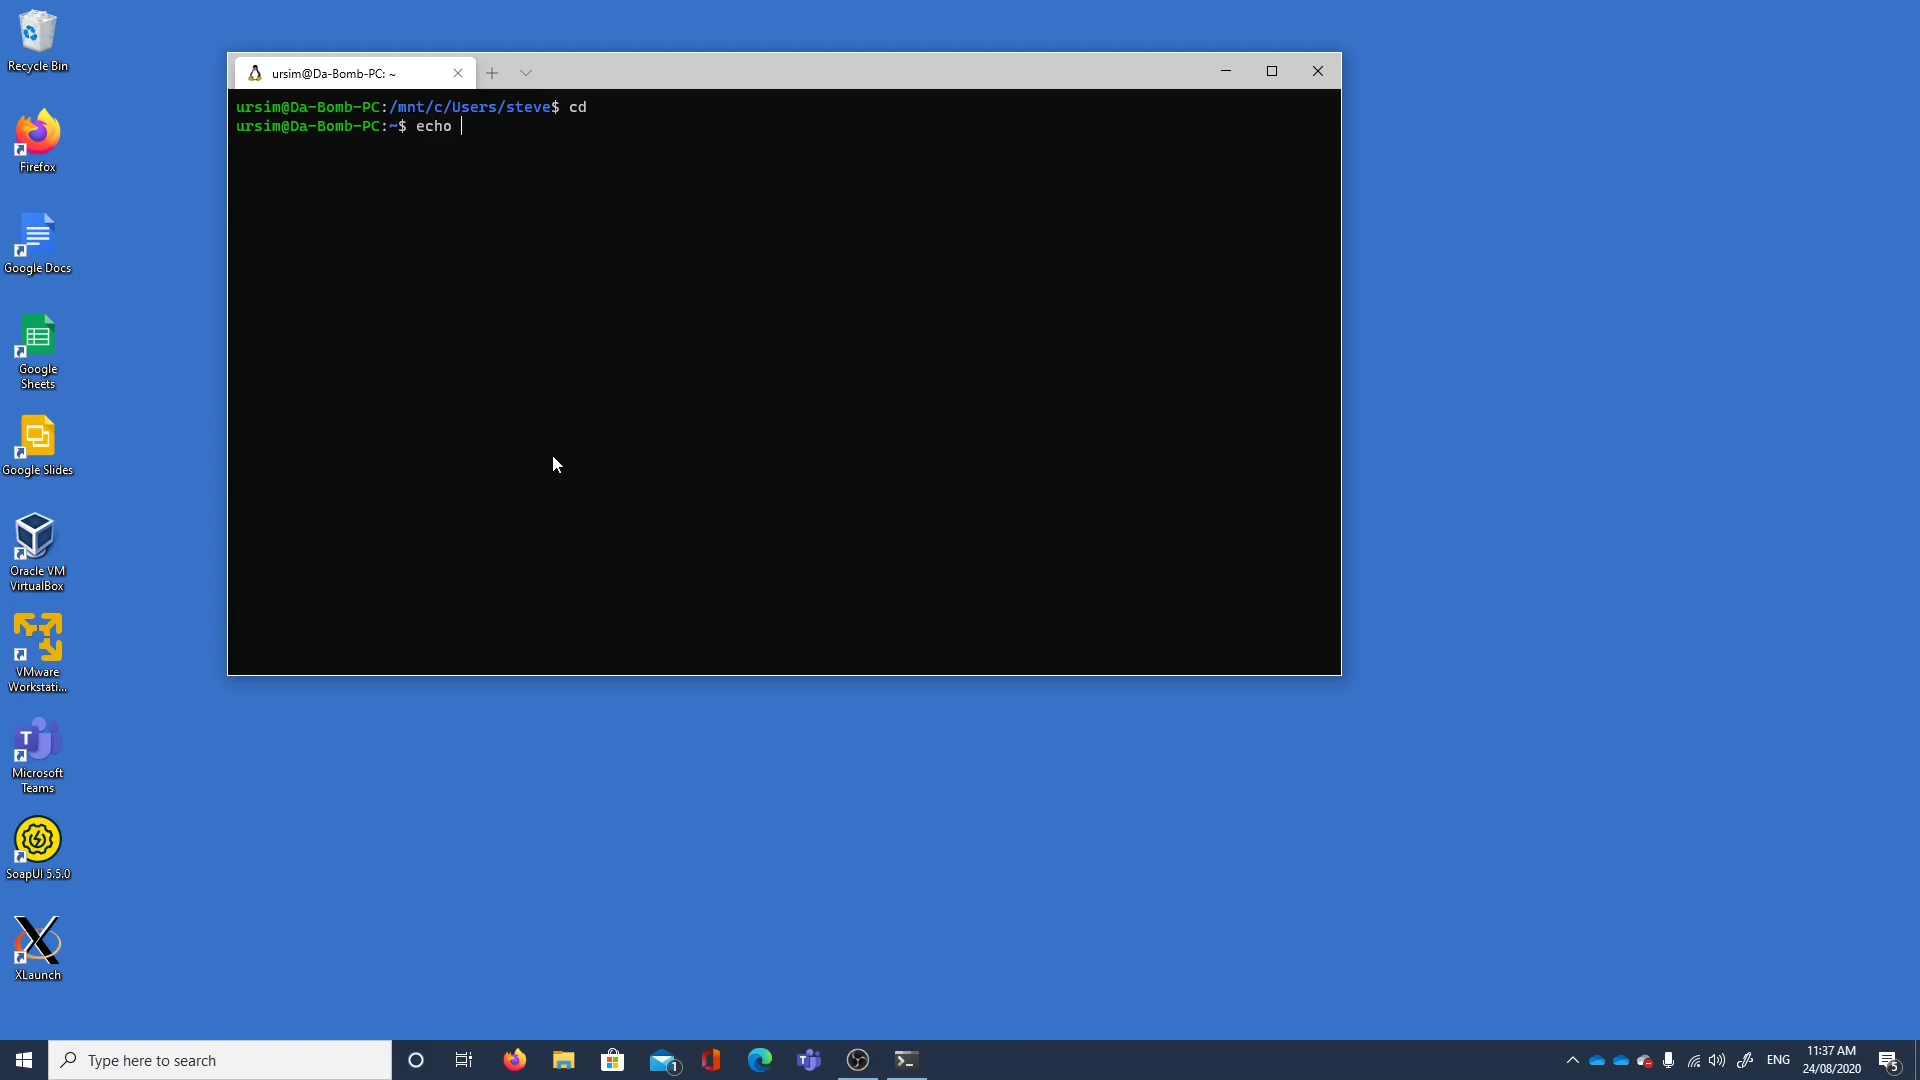 Recycle Bin
Firefox
Google Docs
Google
Sheets
Google Slides
Oracle VM
VirtualBox
VMware
Workstati...
Microsoft
Teams
SoapUI 5.5.0
XLaunch
ursim@Da-Bomb-PC: ~
ursim@Da-Bomb-PC:/mnt/c/Users/steve$ cd
ursim@Da-Bomb-PC:~$ echo
Type here to search
1
ENG
11:37 AM
24/08/2020
5